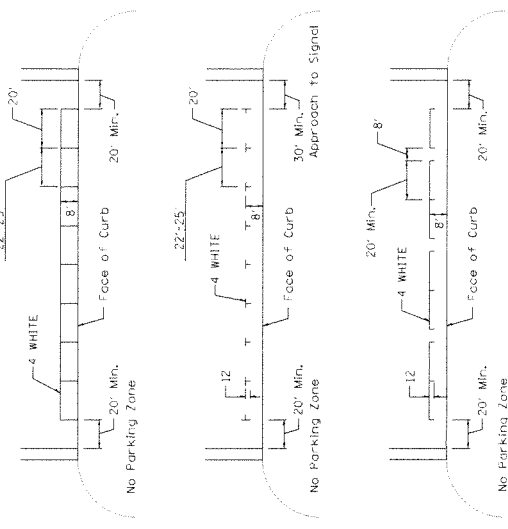 20'
4 WHITE
8'
Face of Curb
20' Min.
20' Min.
No Parking Zone
22'-25'
20'
4 WHITE
12
8'
Face of Curb
20' Min.
30' Min.
No Parking Zone
Approach to Signal
20' Min.
8'
4 WHITE
12
8'
Face of Curb
20' Min.
20' Min.
No Parking Zone